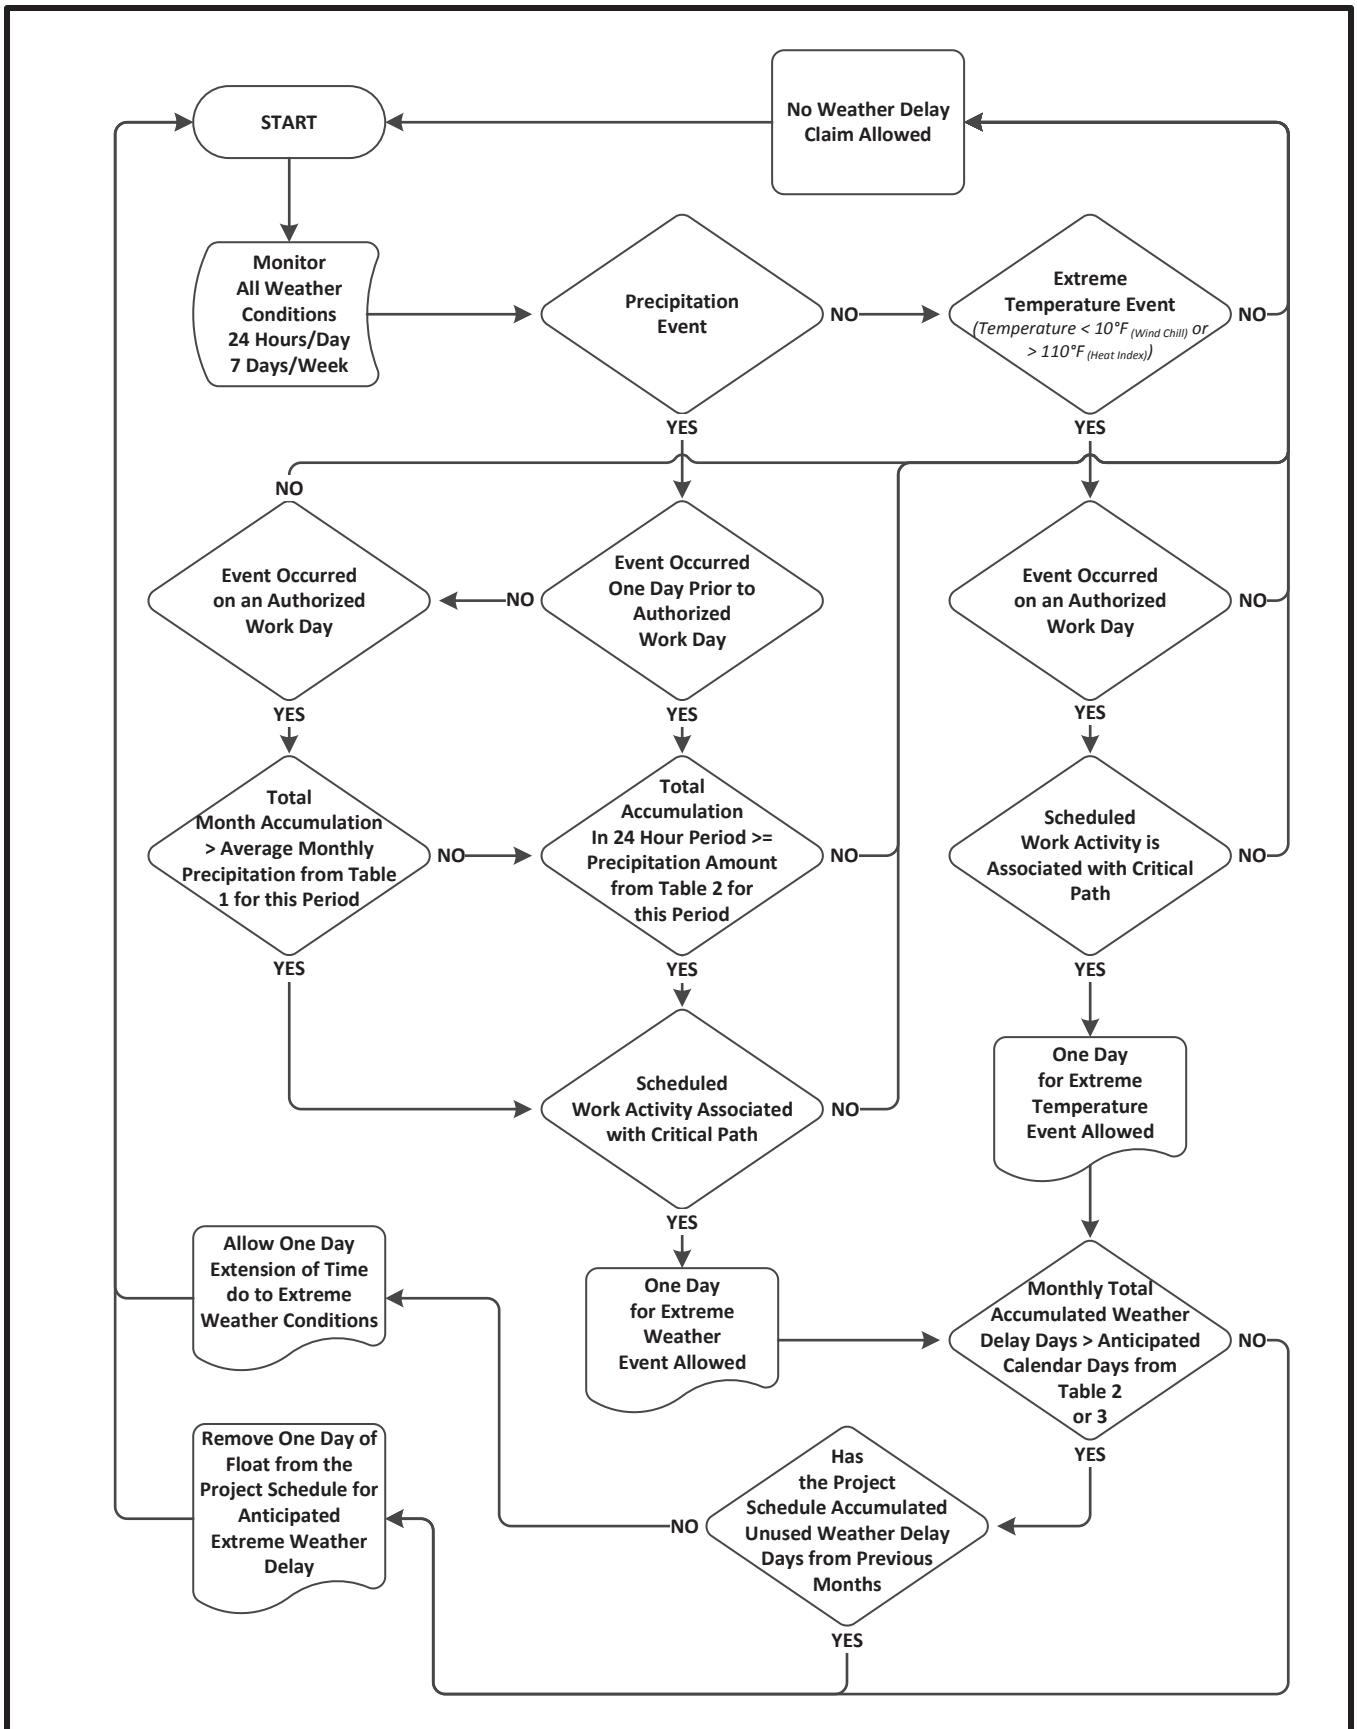 No Weather Delay
Claim Allowed
START
Monitor
All Weather
Conditions
24 Hours/Day
7 Days/Week
Precipitation
Event
NO
Extreme
Temperature Event
(Temperature < 10°F (Wind Chill) or
> 110°F (Heat Index))
NO
YES
YES
NO
Event Occurred
on an Authorized
Work Day
NO
Event Occurred
One Day Prior to
Authorized
Work Day
Event Occurred
on an Authorized
Work Day
NO
YES
YES
YES
Total
Month Accumulation
> Average Monthly
Precipitation from Table
1 for this Period
NO
Total
Accumulation
In 24 Hour Period >=
Precipitation Amount
from Table 2 for
this Period
NO
Scheduled
Work Activity is
Associated with Critical
Path
NO
YES
YES
YES
Scheduled
Work Activity Associated
with Critical Path
NO
One Day
for Extreme
Temperature
Event Allowed
YES
Allow One Day
Extension of Time
do to Extreme
Weather Conditions
One Day
for Extreme
Weather
Event Allowed
Monthly Total
Accumulated Weather
Delay Days > Anticipated
Calendar Days from
Table 2
or 3
NO
YES
Remove One Day of
Float from the
Project Schedule for
Anticipated
Extreme Weather
Delay
NO
Has
the Project
Schedule Accumulated
Unused Weather Delay
Days from Previous
Months
YES